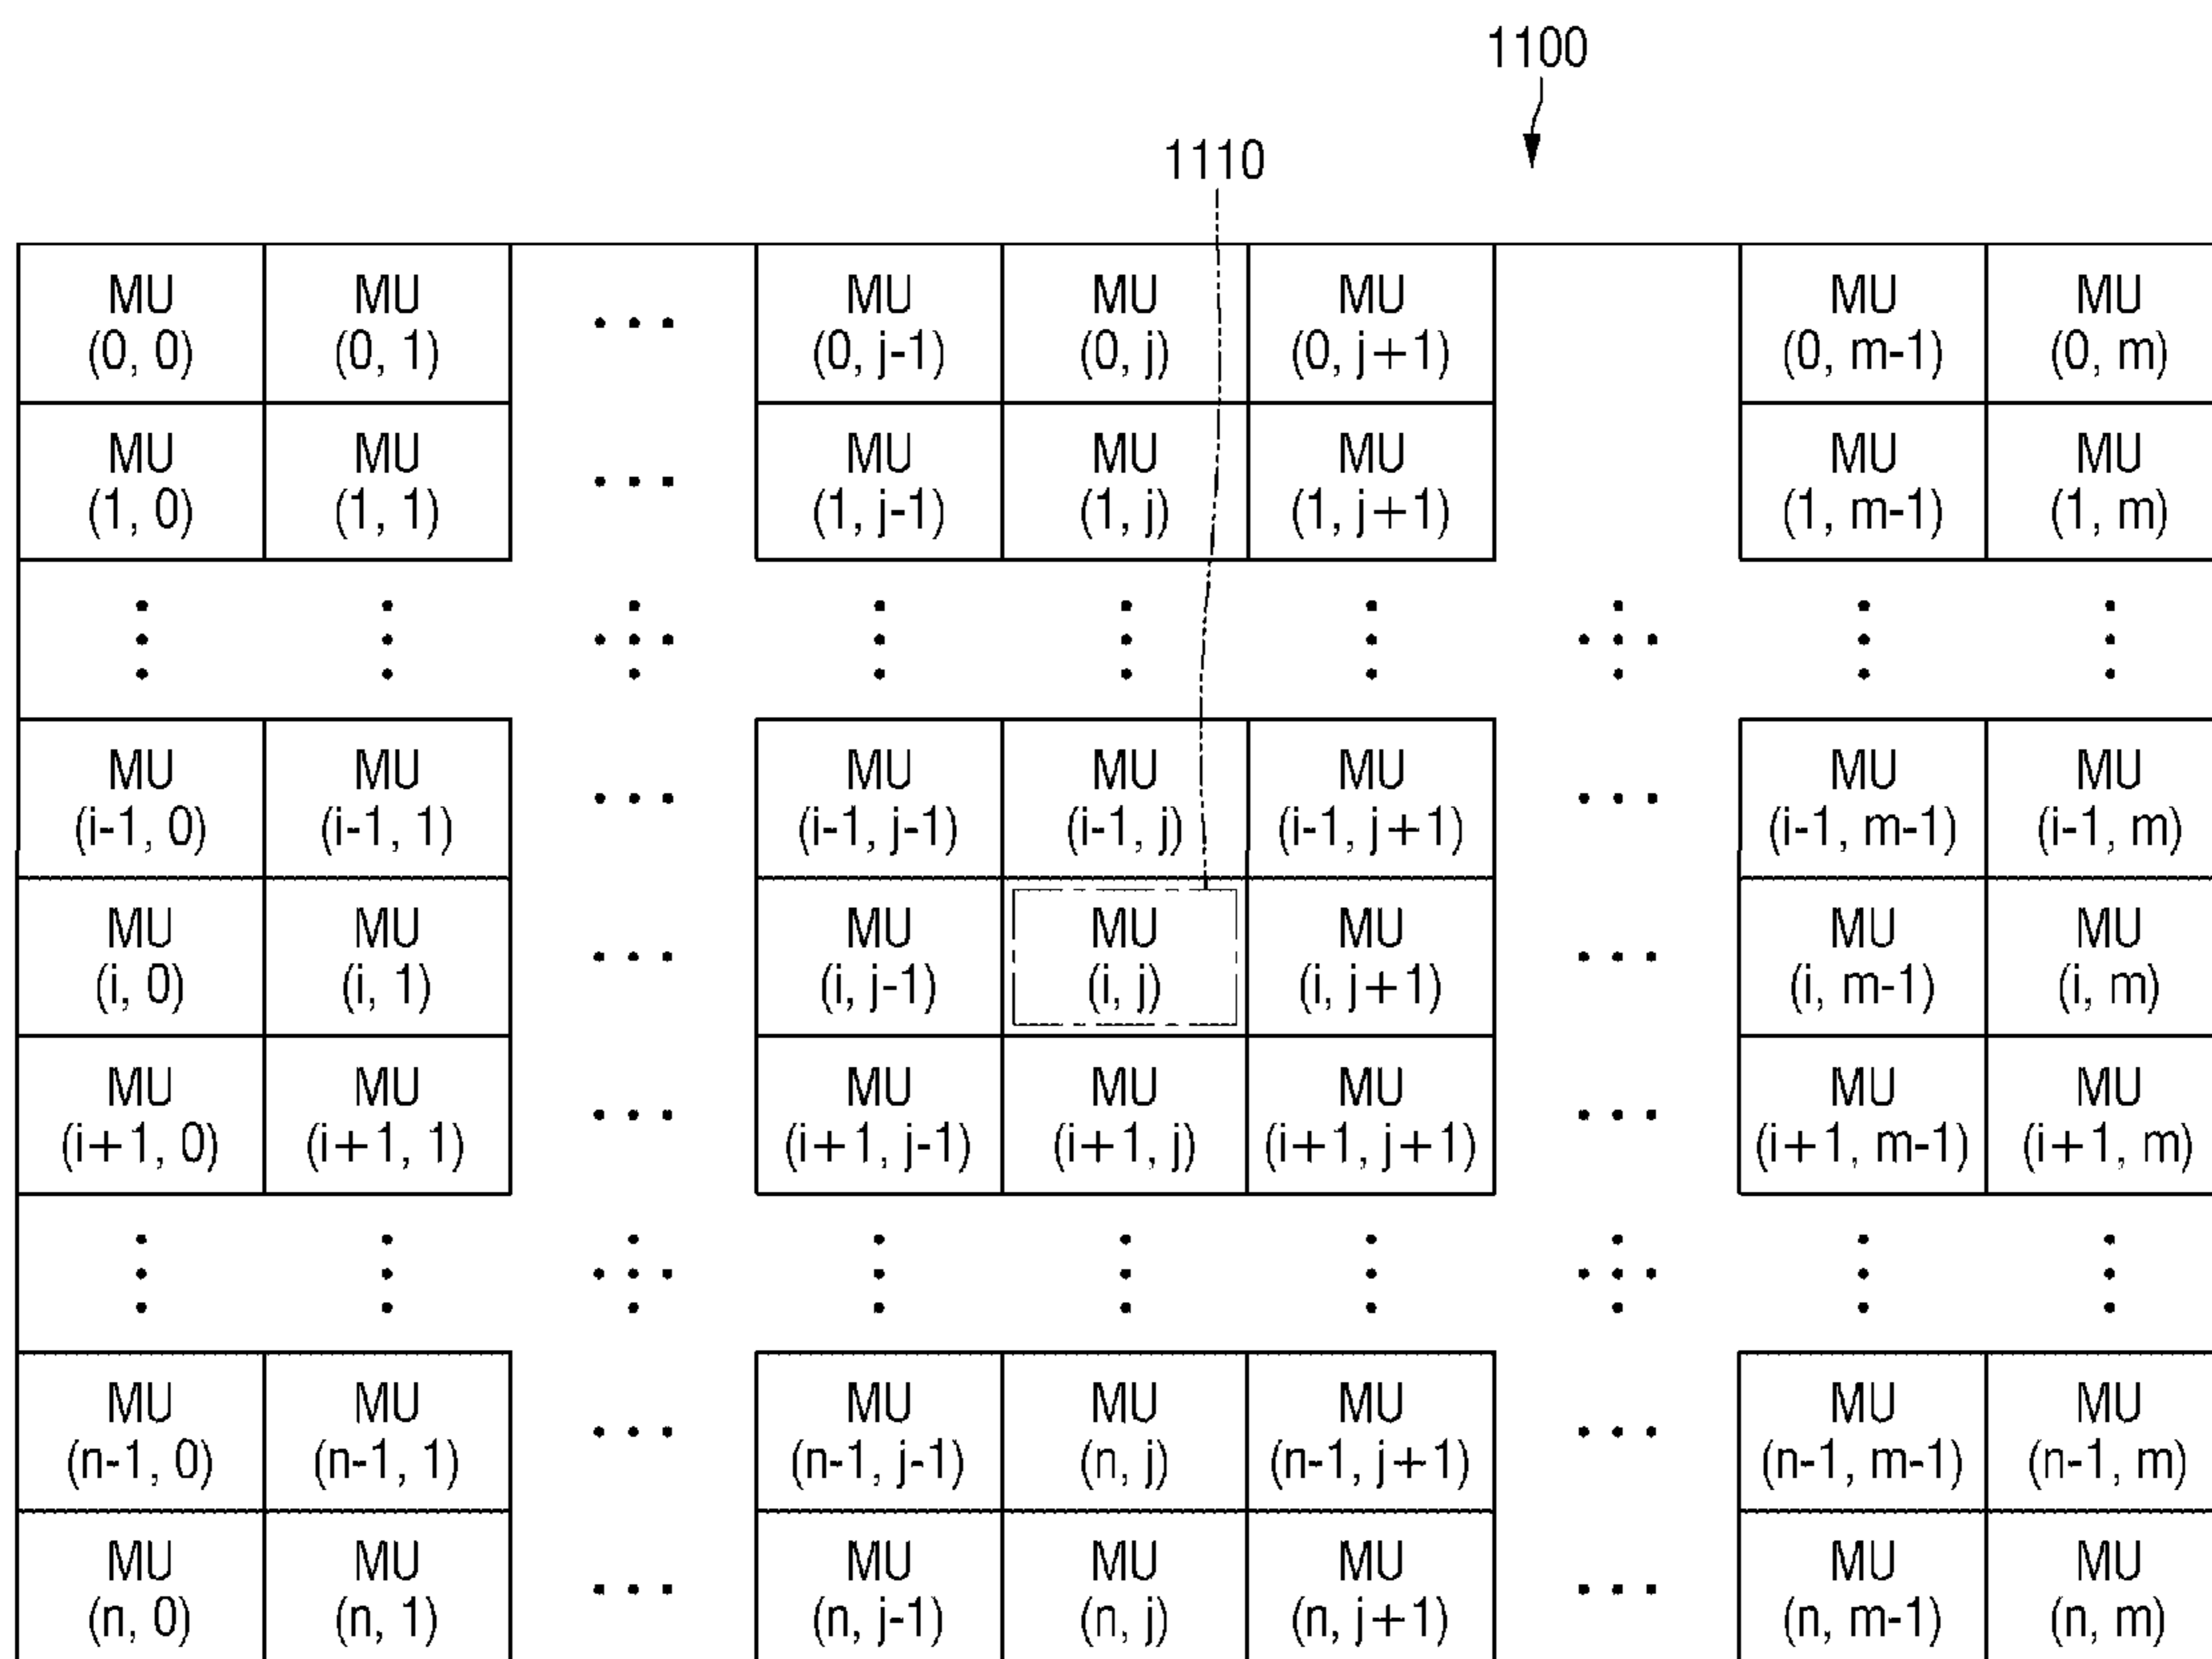 1100
1110
MU MU ... MU MU MU MU MU
(0, 0) (0, 1) (0, j-1) (0, j) (0, j+1) (0, m-1) (0, m)
MU MU ... MU MU MU MU MU
(1, 0) (1, 1) (1, j-1) (1, j) (1, j+1) (1, m-1) (1, m)
MU MU ... MU MU MU ... MU MU
(i-1, 0) (i-1, 1) (i-1, j-1) (i-1, j) (i-1, j+1) (i-1, m-1) (i-1, m)
MU MU ... MU MU MU ... MU MU
(i, 0) (i, 1) (i, j-1) (i, j) (i, j+1) (i, m-1) (i, m)
MU MU ... MU MU MU ... MU MU
(i+1, 0) (i+1, 1) (i+1, j-1) (i+1, j) (i+1, j+1) (i+1, m-1) (i+1, m)
MU MU ... MU MU MU ... MU MU
(n-1, 0) (n-1, 1) (n-1, j-1) (n, j) (n-1, j+1) (n-1, m-1) (n-1, m)
MU MU ... MU MU MU ... MU MU
(n, 0) (n, 1) (n, j-1) (n, j) (n, j+1) (n, m-1) (n, m)